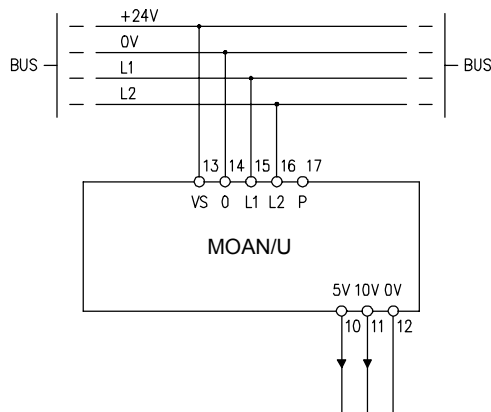 +24V
0V
BUS BUS
L1
L2
13 14 15 16 17
VS 0 L1 L2 P
MOAN/U
5V 10V 0V
10 11 12